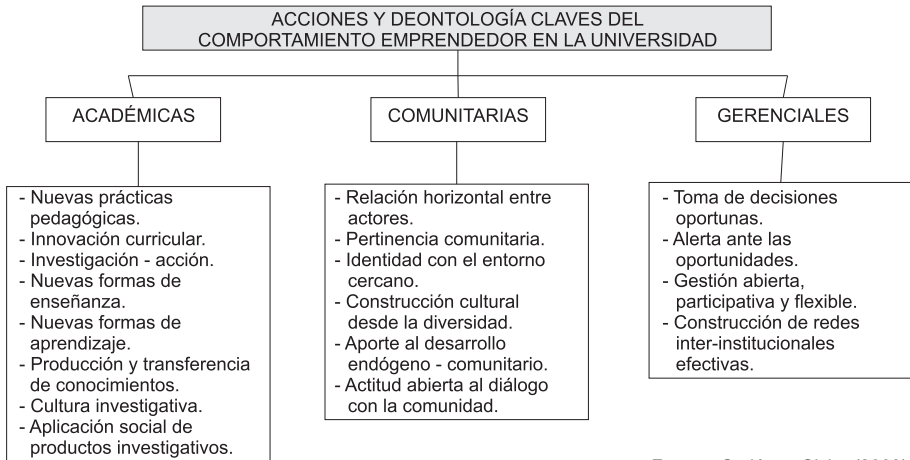 ACCIONES Y DEONTOLOGÍA CLAVES DEL
COMPORTAMIENTO EMPRENDEDOR EN LA UNIVERSIDAD
ACADÉMICAS
- Nuevas prácticas
pedagógicas.
- Innovación curricular.
- Investigación - acción.
- Nuevas formas de
enseñanza.
- Nuevas formas de
aprendizaje.
- Producción y transferencia
de conocimientos.
- Cultura investigativa.
- Aplicación social de
productos investigativos.
COMUNITARIAS
- Relación horizontal entre
actores.
- Pertinencia comunitaria.
- Identidad con el entorno
cercano.
- Construcción cultural
desde la diversidad.
- Aporte al desarrollo
endógeno - comunitario.
- Actitud abierta al diálogo
con la comunidad.
GERENCIALES
- Toma de decisiones
oportunas.
- Alerta ante las
oportunidades.
- Gestión abierta,
participativa y flexible.
- Construcción de redes
inter-institucionales
efectivas.